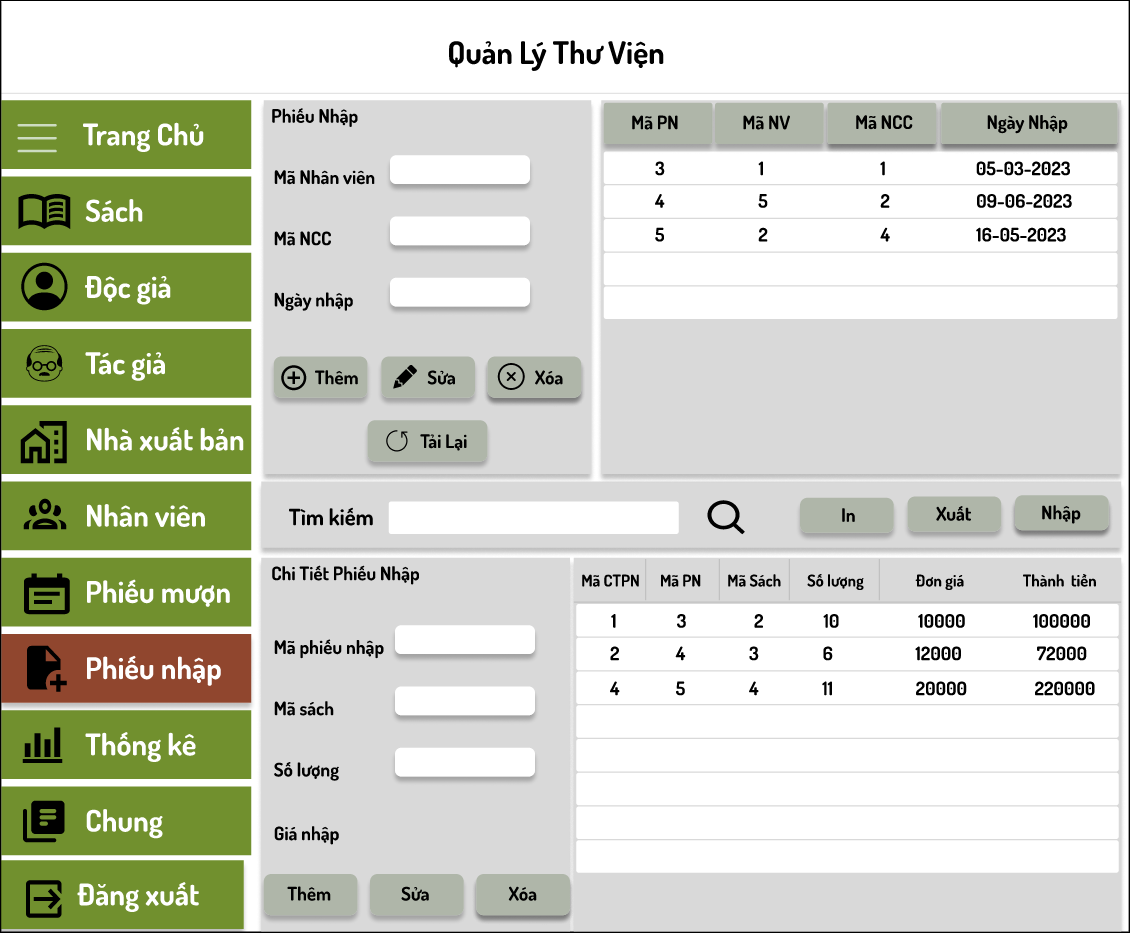 Quản Lý Thư Viện
Trang Chủ
Sách
Độc giả
Tác giả
Nhà xuất bản
Nhân viên
Phiếu mượn
Phiếu nhập
Thống kê
Chung
Đăng xuất
Phiếu Nhập
Mã Nhân viên
Mã NCC
Ngày nhập
Thêm Sửa Xóa
Tải Lại
Mã PN Mã NV Mã NCC Ngày Nhập
3 1 1 05-03-2023
4 5 2 09-06-2023
5 2 4 16-05-2023
Tìm kiếm In Xuất Nhập
Chi Tiết Phiếu Nhập
Mã phiếu nhập
Mã sách
Số lượng
Giá nhập
Thêm Sửa Xóa
Mã CTPN Mã PN Mã Sách Số lượng Đơn giá Thành tiền
1 3 2 10 10000 100000
2 4 3 6 12000 72000
4 5 4 11 20000 220000